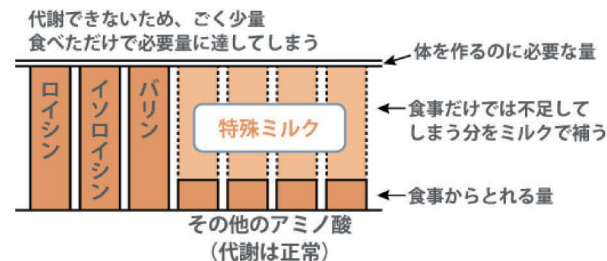 代謝できないため、ごく少量
食べただけで必要量に達してしまう
体を作るのに必要な量
ロイシン
イソロイシン
バリン
特殊ミルク
食事だけでは不足して
しまう分をミルクで補う
食事からとれる量
その他のアミノ酸
(代謝は正常)